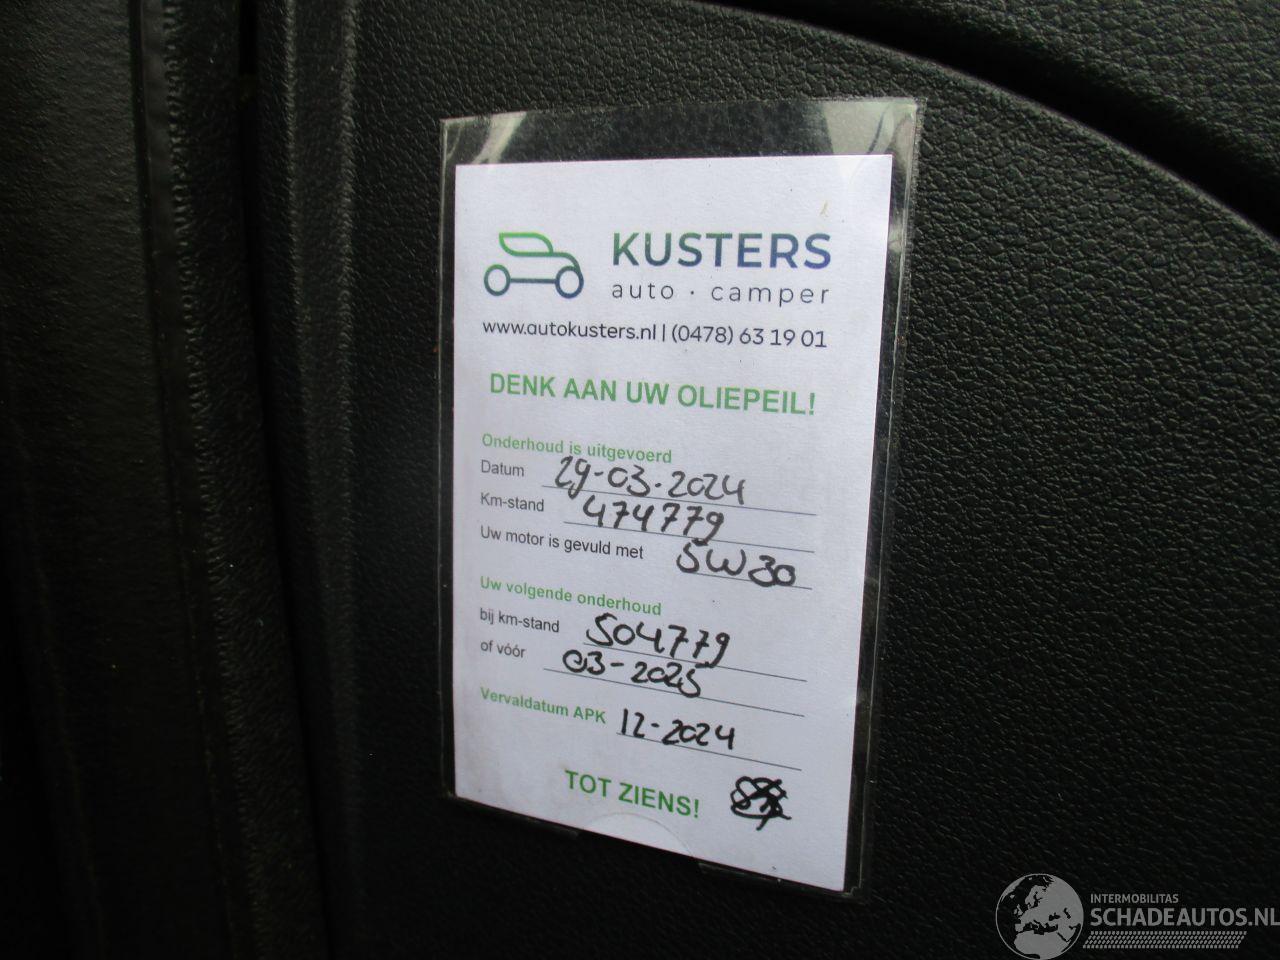 KUSTERS
auto · camper
www.autokusters.nl | (0478) 63 19 01
DENK AAN UW OLIEPEIL!
Onderhoud is uitgevoerd
Datum 29-03-2024
Km-stand 474779
Uw motor is gevuld met 5W30
Uw volgende onderhoud
bij km-stand 504779
of vóór 03-2025
Vervaldatum APK 12-2024
TOT ZIENS!
INTERMOBILITAS
SCHADEAUTOS.NL